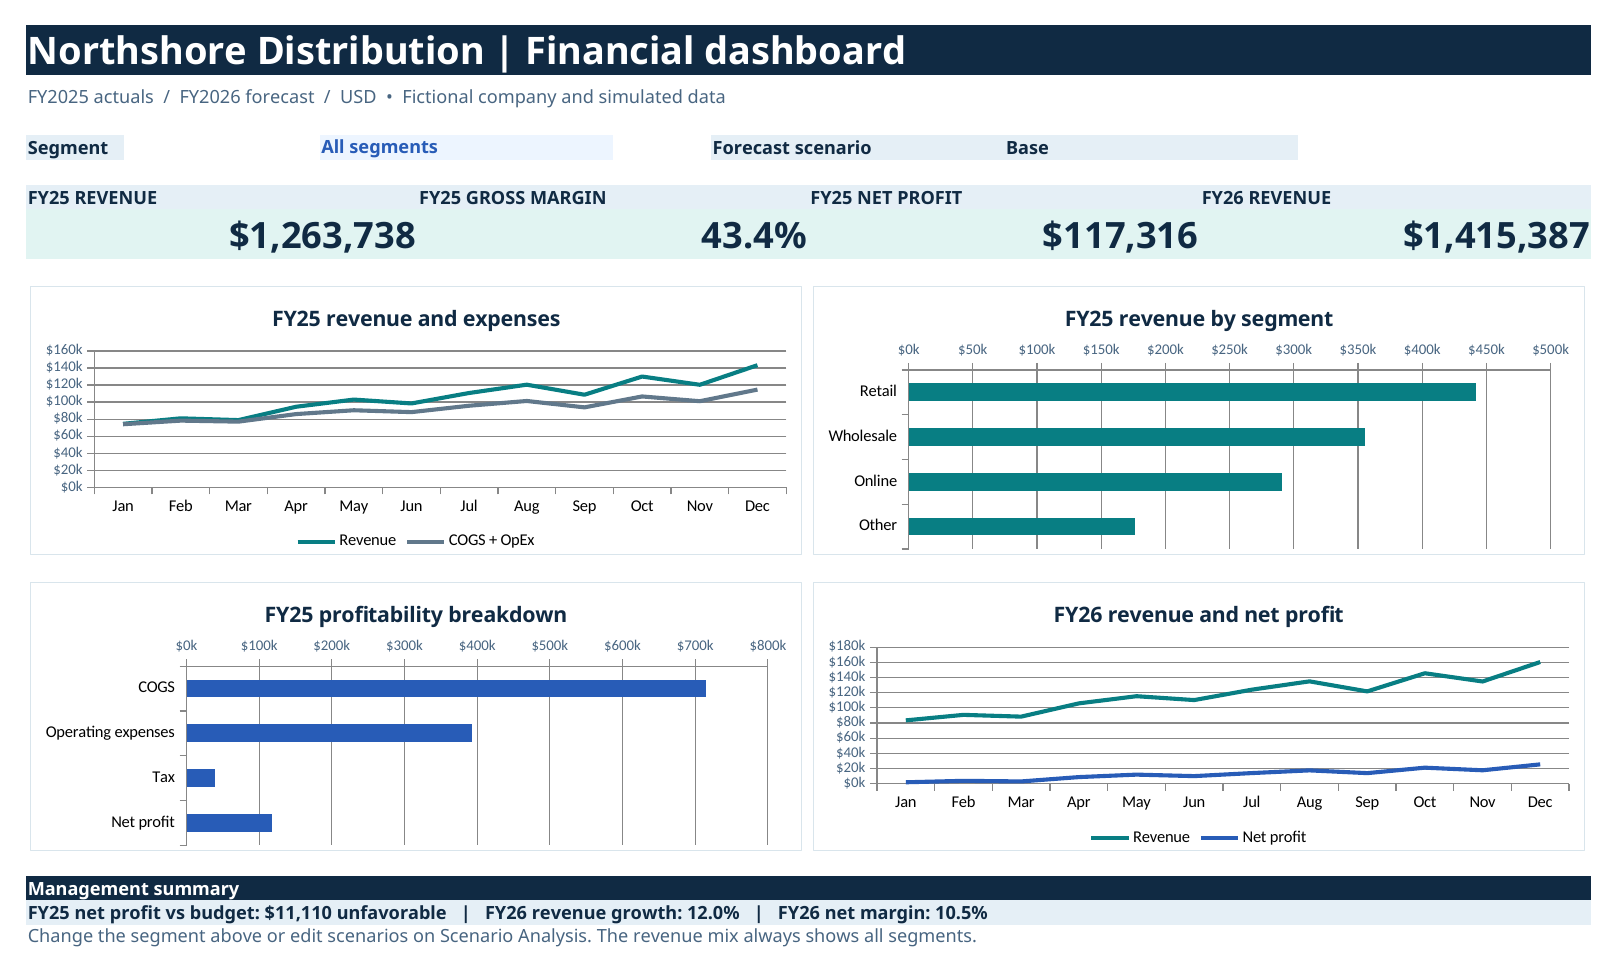 Northshore Distribution | Financial dashboard
FY2025 actuals / FY2026 forecast / USD • Fictional company and simulated data
Segment All segments Forecast scenario Base
FY25 REVENUE FY25 GROSS MARGIN FY25 NET PROFIT FY26 REVENUE
$1,263,738 43.4% $117,316 $1,415,387
FY25 revenue and expenses
$160k
$140k
$120k
$100k
$80k
$60k
$40k
$20k
$0k
Jan Feb Mar Apr May Jun Jul Aug Sep Oct Nov Dec
Revenue COGS + OpEx
FY25 revenue by segment
$0k $50k $100k $150k $200k $250k $300k $350k $400k $450k $500k
Retail
Wholesale
Online
Other
FY25 profitability breakdown
$0k $100k $200k $300k $400k $500k $600k $700k $800k
COGS
Operating expenses
Tax
Net profit
FY26 revenue and net profit
$180k
$160k
$140k
$120k
$100k
$80k
$60k
$40k
$20k
$0k
Jan Feb Mar Apr May Jun Jul Aug Sep Oct Nov Dec
Revenue Net profit
Management summary
FY25 net profit vs budget: $11,110 unfavorable | FY26 revenue growth: 12.0% | FY26 net margin: 10.5%
Change the segment above or edit scenarios on Scenario Analysis. The revenue mix always shows all segments.